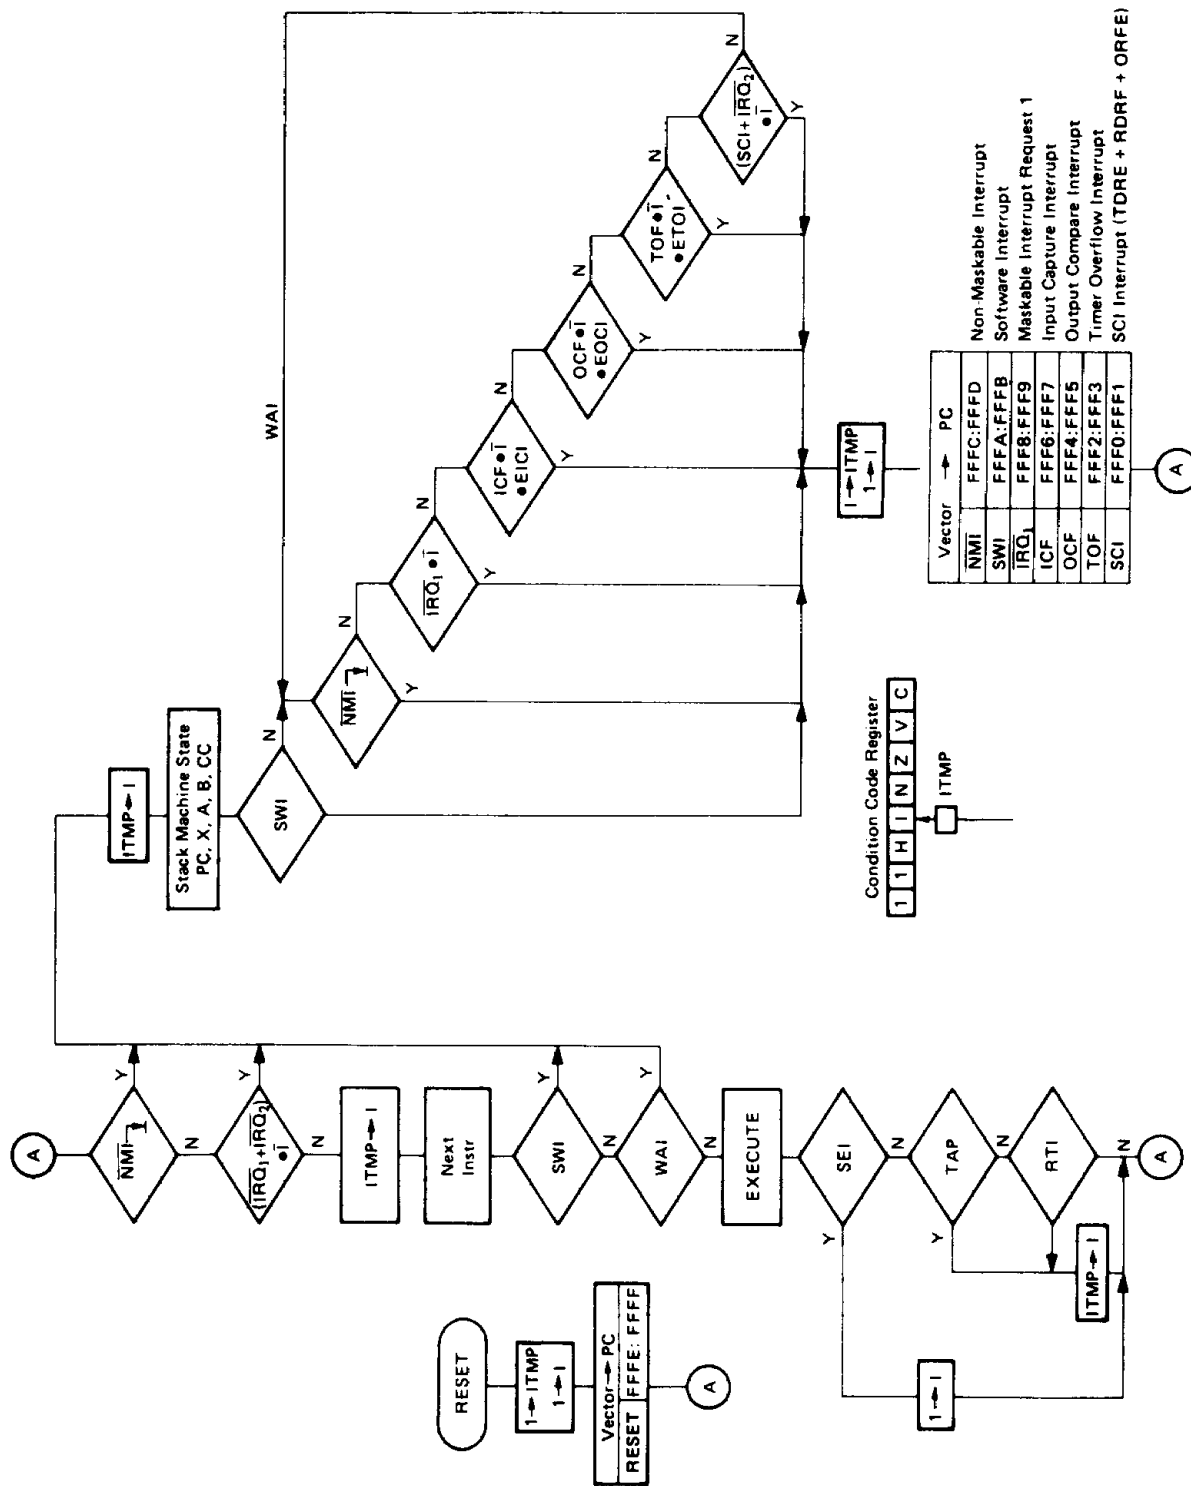 RESET
1→ITMP
1→I
Vector→PC
RESET FFFE: FFFF
A
A
NMI
Y
N
(IRQ1+IRQ2)
•I
Y
N
ITMP→I
Next
Instr
SWI
Y
N
WAI
Y
N
EXECUTE
SEI
Y
N
TAP
Y
N
RTI
N
1→I
ITMP→I
A
ITMP→I
Stack Machine State
PC, X, A, B, CC
SWI
N
WAI
NMI
N
Y
IRQ1•I
N
Y
ICF•I
•EICI
N
Y
OCF•I
•EOCI
N
Y
TOF•I
•ETOI
N
Y
(SCI+IRQ2)
•I
N
Y
I→ITMP
1→I
Condition Code Register
1 1 H I N Z V C
ITMP
Vector → PC
NMI FFFC:FFFD Non-Maskable Interrupt
SWI FFFA:FFFB Software Interrupt
IRQ1 FFF8:FFF9 Maskable Interrupt Request 1
ICF FFF6:FFF7 Input Capture Interrupt
OCF FFF4:FFF5 Output Compare Interrupt
TOF FFF2:FFF3 Timer Overflow Interrupt
SCI FFF0:FFF1 SCI Interrupt (TDRE + RDRF + ORFE)
A